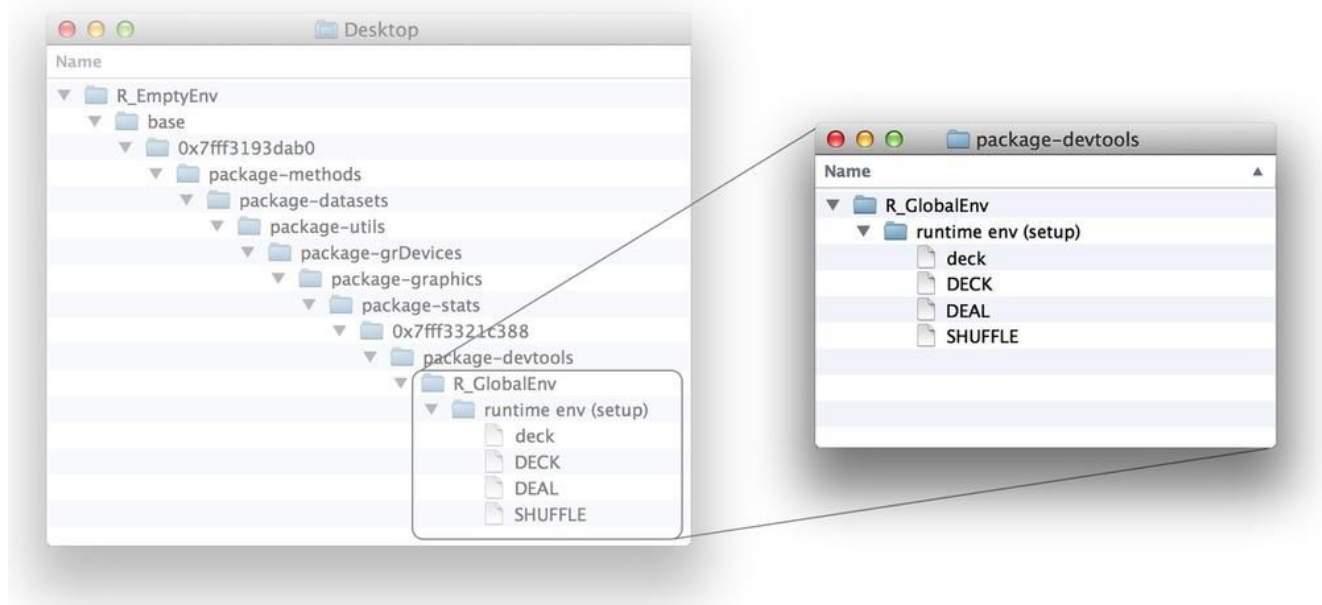 Desktop
Name
R_EmptyEnv
base
0x7fff3193dab0
package-methods
package-datasets
package-utils
package-grDevices
package-graphics
package-stats
0x7fff3321c388
package-devtools
R_GlobalEnv
runtime env (setup)
deck
DECK
DEAL
SHUFFLE
package-devtools
Name
R_GlobalEnv
runtime env (setup)
deck
DECK
DEAL
SHUFFLE